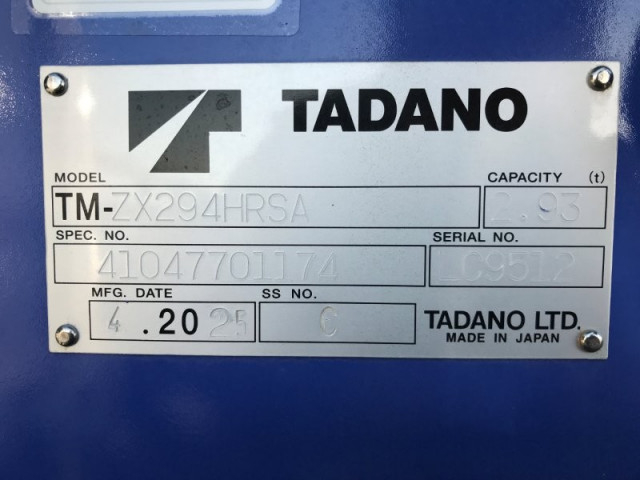 TADANO
MODEL
CAPACITY (t)
TM-ZX294HRSA
2.93
SPEC. NO.
SERIAL NO.
41047701174
LC9512
MFG. DATE
SS NO.
4 .2025
C
TADANO LTD.
MADE IN JAPAN